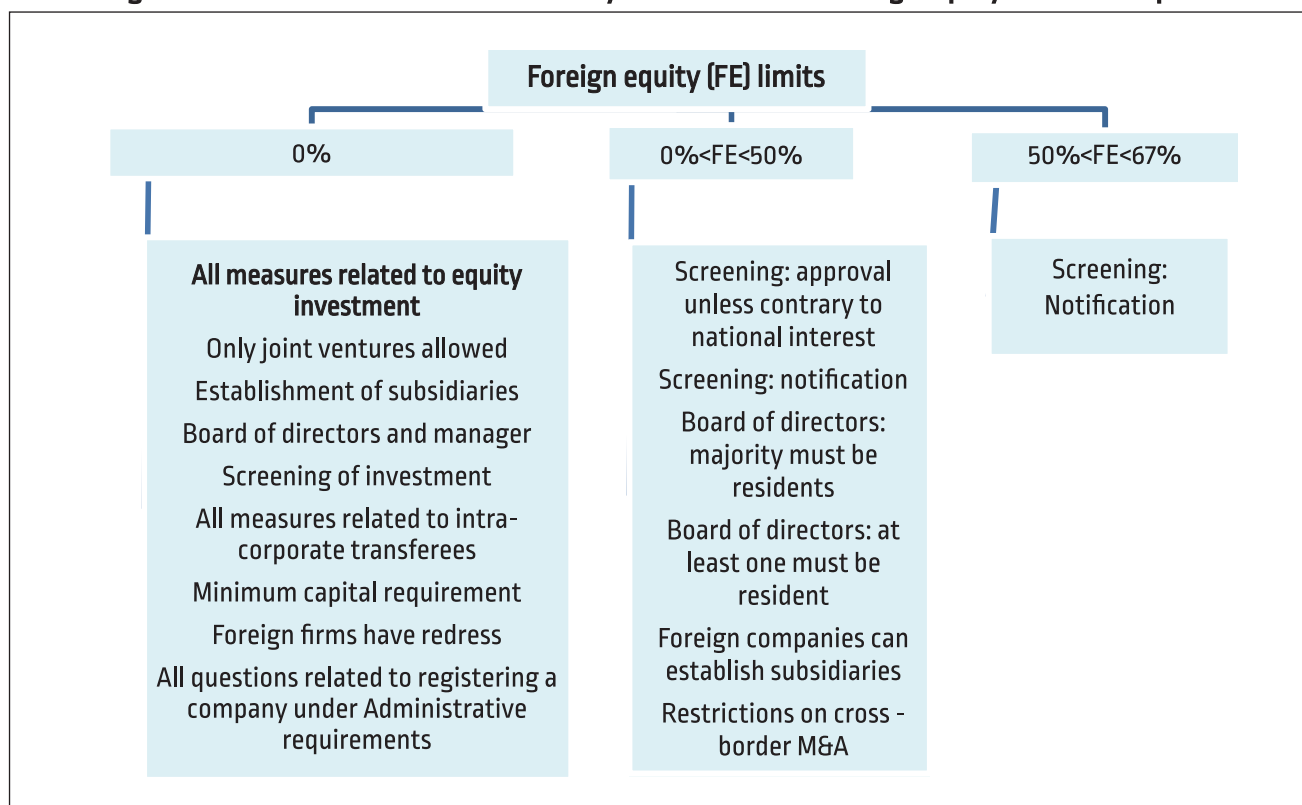 Foreign equity (FE) limits
0%
0%<FE<50%
50%<FE<67%
All measures related to equity
investment
Only joint ventures allowed
Establishment of subsidiaries
Board of directors and manager
Screening of investment
All measures related to intra-
corporate transferees
Minimum capital requirement
Foreign firms have redress
All questions related to registering a
company under Administrative
requirements
Screening: approval
unless contrary to
national interest
Screening: notification
Board of directors:
majority must be
residents
Board of directors: at
least one must be
resident
Foreign companies can
establish subsidiaries
Restrictions on cross -
border M&A
Screening:
Notification